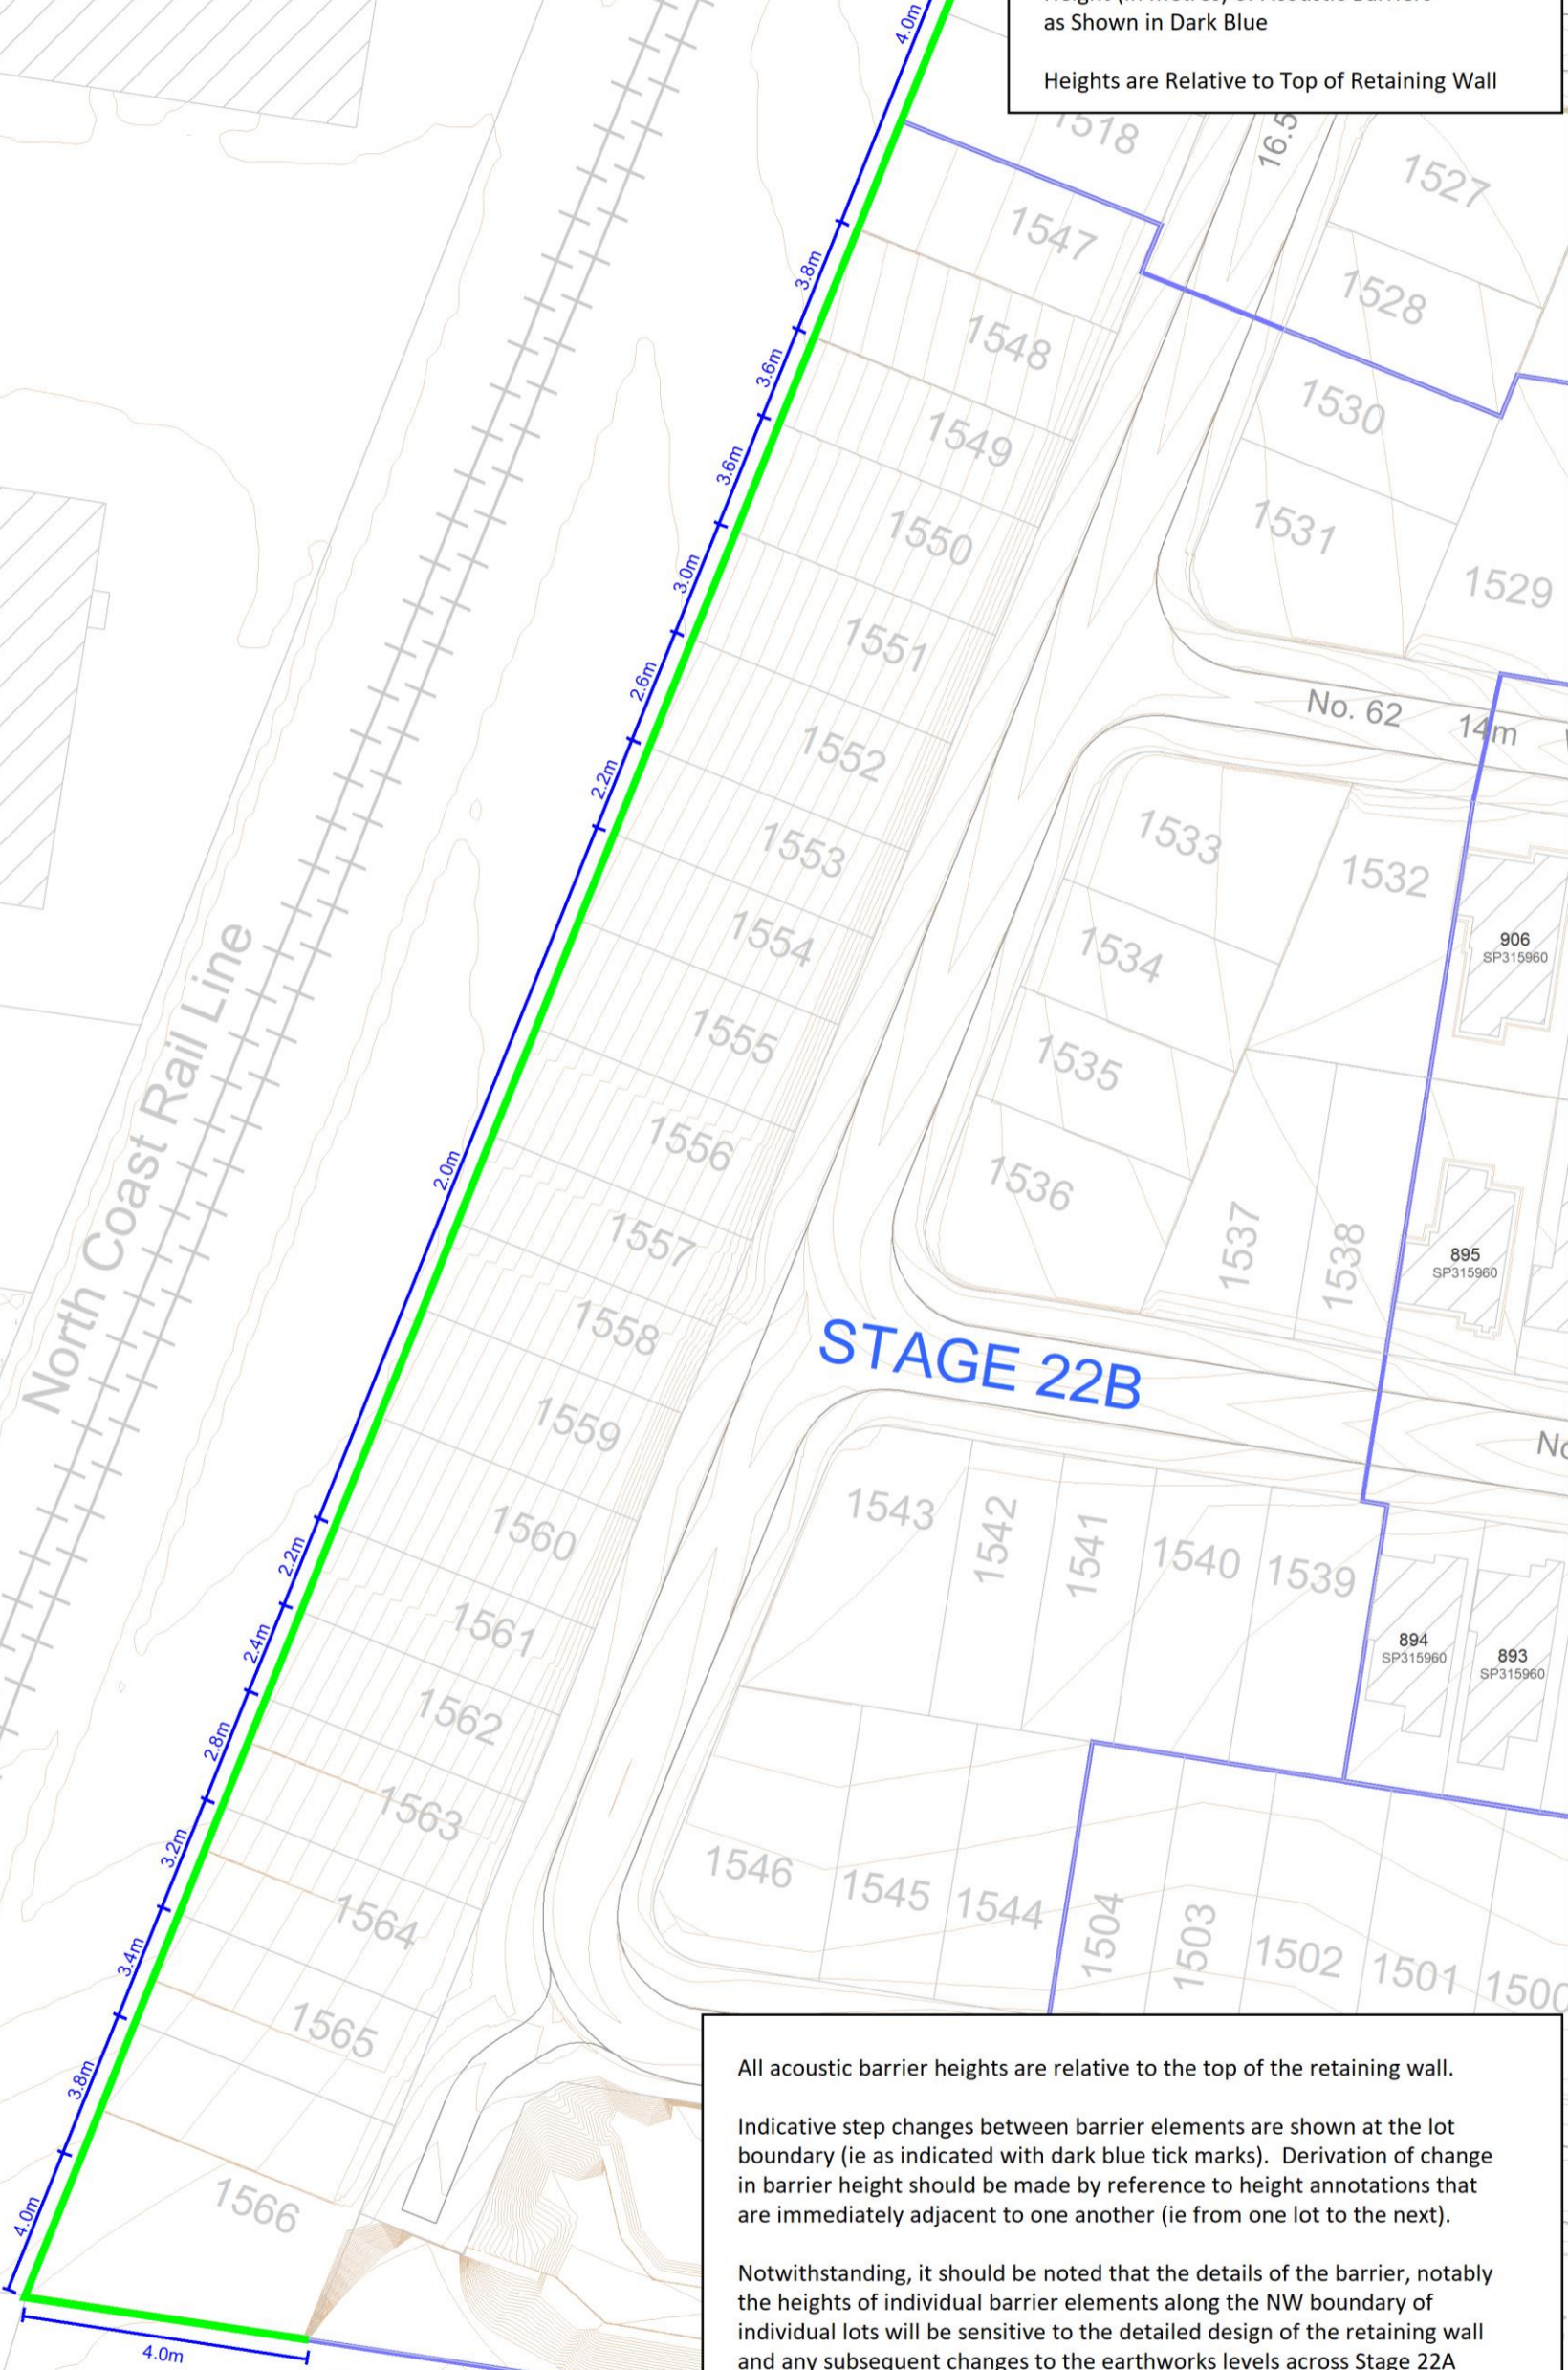 as Shown in Dark Blue
Heights are Relative to Top of Retaining Wall
4.0m
3.8m
3.6m
3.6m
3.0m
2.6m
2.2m
2.0m
2.2m
2.4m
2.8m
3.2m
3.4m
3.8m
4.0m
4.0m
North Coast Rail Line
1518
16.5
1527
1547
1528
1548
1530
1549
1531
1550
1529
1551
No. 62
14m
1552
1533
1532
1553
906
SP315960
1554
1534
1555
1535
1556
1536
1537
1538
895
SP315960
1557
1558
STAGE 22B
1559
1543
1542
1541
1540
1539
1560
1561
894
SP315960
893
SP315960
1562
1563
1546
1545
1544
1504
1503
1502
1501
1500
1564
1565
1566
All acoustic barrier heights are relative to the top of the retaining wall.
Indicative step changes between barrier elements are shown at the lot
boundary (ie as indicated with dark blue tick marks). Derivation of change
in barrier height should be made by reference to height annotations that
are immediately adjacent to one another (ie from one lot to the next).
Notwithstanding, it should be noted that the details of the barrier, notably
the heights of individual barrier elements along the NW boundary of
individual lots will be sensitive to the detailed design of the retaining wall
and any subsequent changes to the earthworks levels across Stage 22A